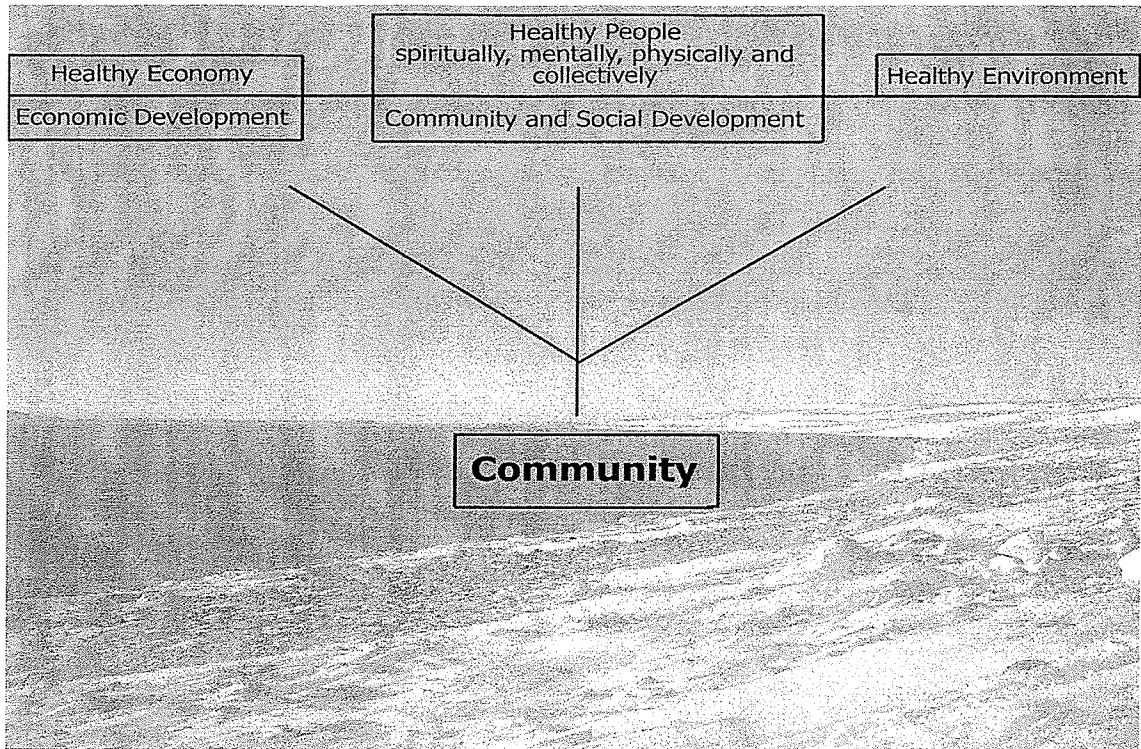 Healthy Economy
Economic Development
Healthy People
spiritually, mentally, physically and
collectively
Community and Social Development
Healthy Environment
Community